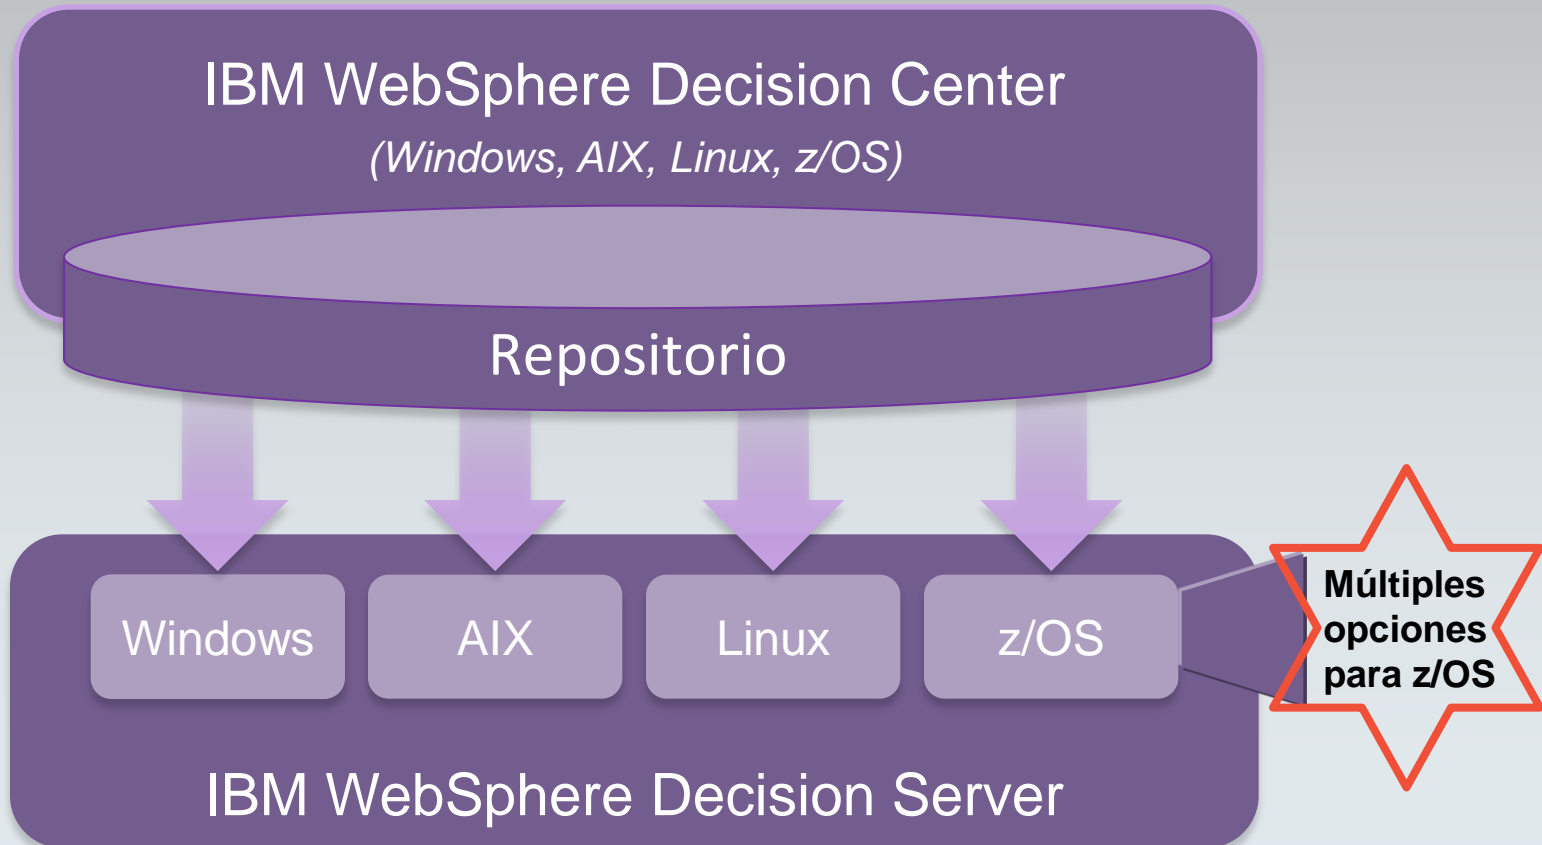 IBM WebSphere Decision Center
(Windows, AIX, Linux, z/OS)
Repositorio
Windows
AIX
Linux
z/OS
Múltiples
opciones
para z/OS
IBM WebSphere Decision Server